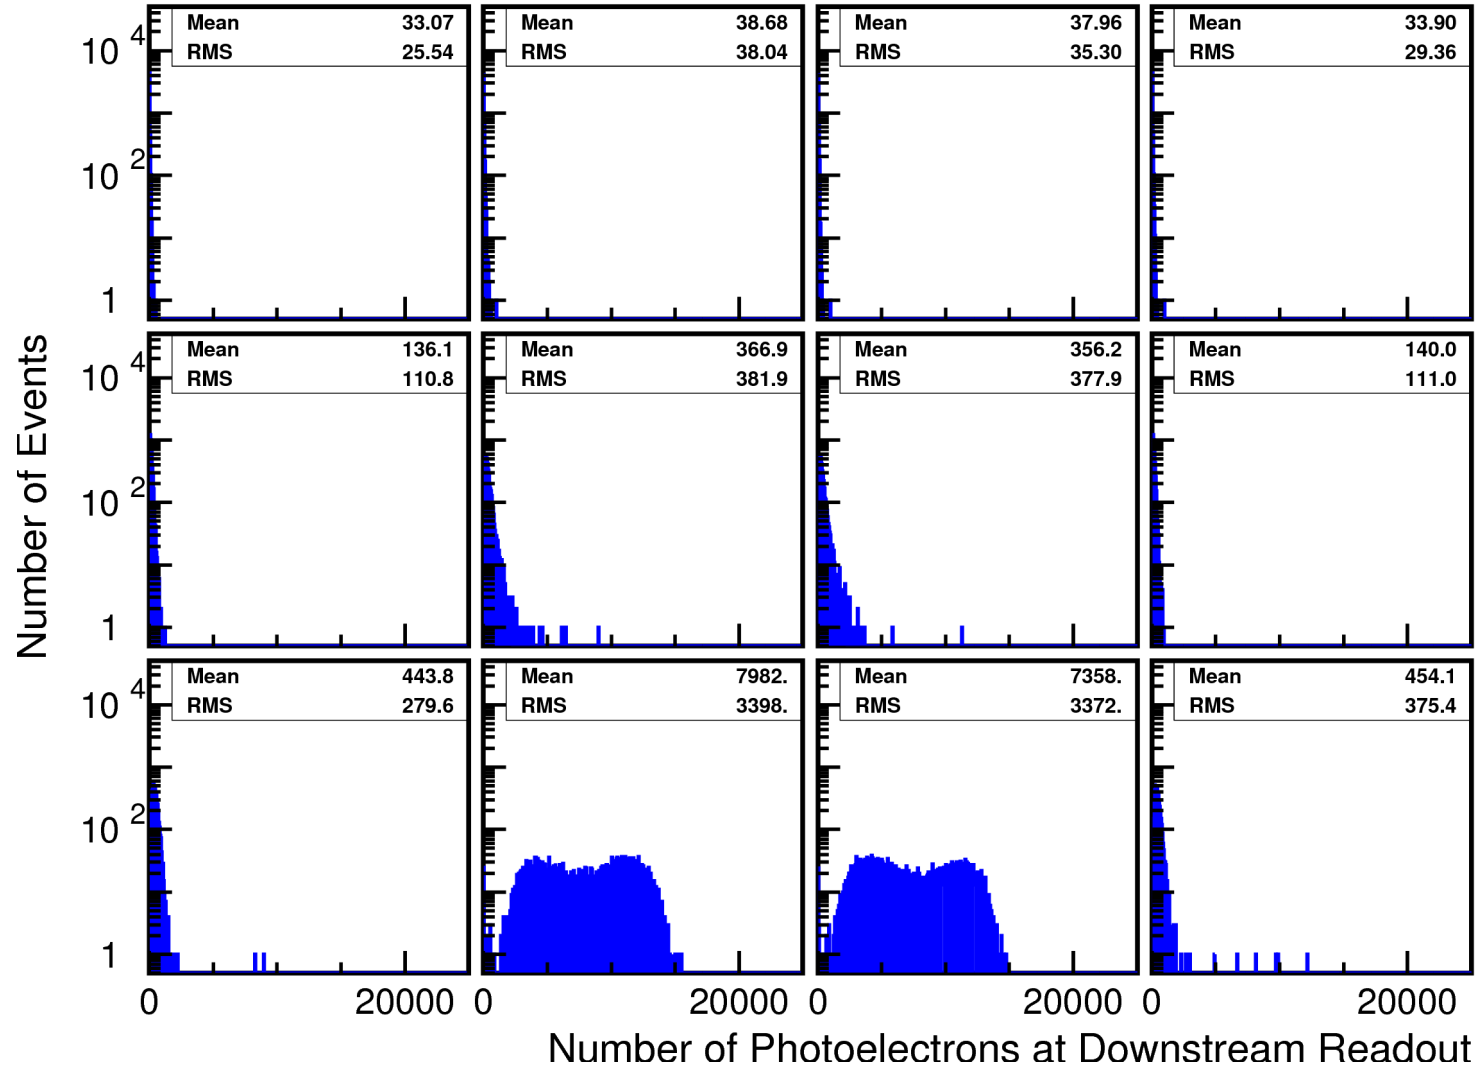 Mean 33.07 Mean 38.68 Mean 37.96 Mean 33.90
RMS 25.54 RMS 38.04 RMS 35.30 RMS 29.36
10 4
10 2
1
Mean 136.1 Mean 366.9 Mean 356.2 Mean 140.0
RMS 110.8 RMS 381.9 RMS 377.9 RMS 111.0
10 4
10 2
1
Number of Events
Mean 443.8 Mean 7982. Mean 7358. Mean 454.1
RMS 279.6 RMS 3398. RMS 3372. RMS 375.4
10 4
10 2
1
0 20000 0 20000 0 20000 0 20000
Number of Photoelectrons at Downstream Readout